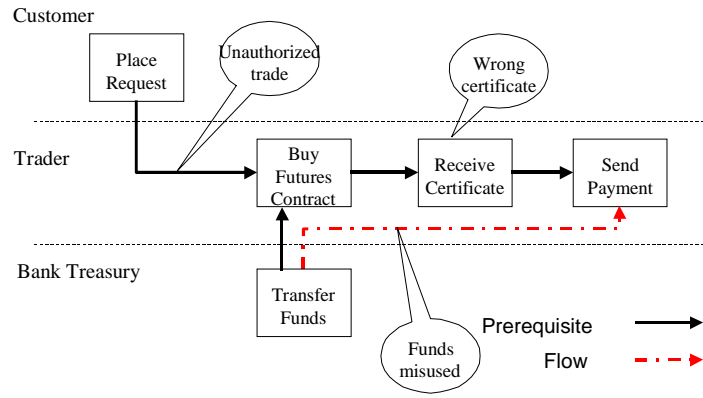 Customer
Place
Request
Unauthorized
trade
Wrong
certificate
Trader
Buy
Futures
Contract
Receive
Certificate
Send
Payment
Bank Treasury
Transfer
Funds
Funds
misused
Prerequisite
Flow